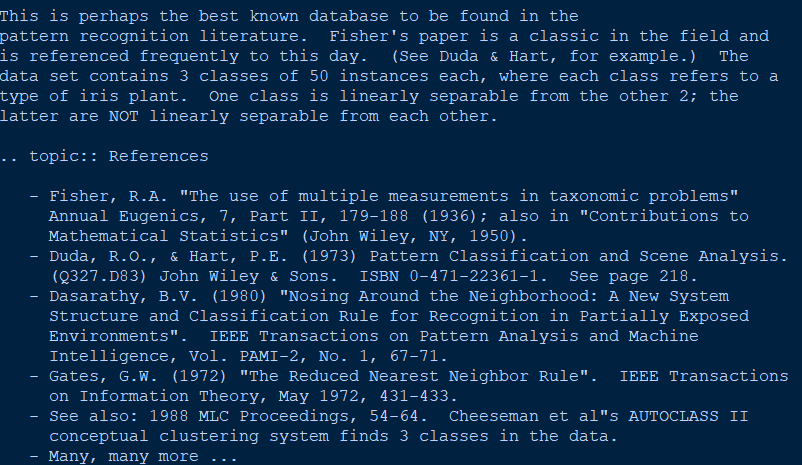 This is perhaps the best known database to be found in the
pattern recognition literature.  Fisher's paper is a classic in the field and
is referenced frequently to this day.  (See Duda & Hart, for example.)  The
data set contains 3 classes of 50 instances each, where each class refers to a
type of iris plant.  One class is linearly separable from the other 2; the
latter are NOT linearly separable from each other.

.. topic:: References

   - Fisher, R.A. "The use of multiple measurements in taxonomic problems"
     Annual Eugenics, 7, Part II, 179-188 (1936); also in "Contributions to
     Mathematical Statistics" (John Wiley, NY, 1950).
   - Duda, R.O., & Hart, P.E. (1973) Pattern Classification and Scene Analysis.
     (Q327.D83) John Wiley & Sons.  ISBN 0-471-22361-1.  See page 218.
   - Dasarathy, B.V. (1980) "Nosing Around the Neighborhood: A New System
     Structure and Classification Rule for Recognition in Partially Exposed
     Environments".  IEEE Transactions on Pattern Analysis and Machine
     Intelligence, Vol. PAMI-2, No. 1, 67-71.
   - Gates, G.W. (1972) "The Reduced Nearest Neighbor Rule".  IEEE Transactions
     on Information Theory, May 1972, 431-433.
   - See also: 1988 MLC Proceedings, 54-64.  Cheeseman et al"s AUTOCLASS II
     conceptual clustering system finds 3 classes in the data.
   - Many, many more ...